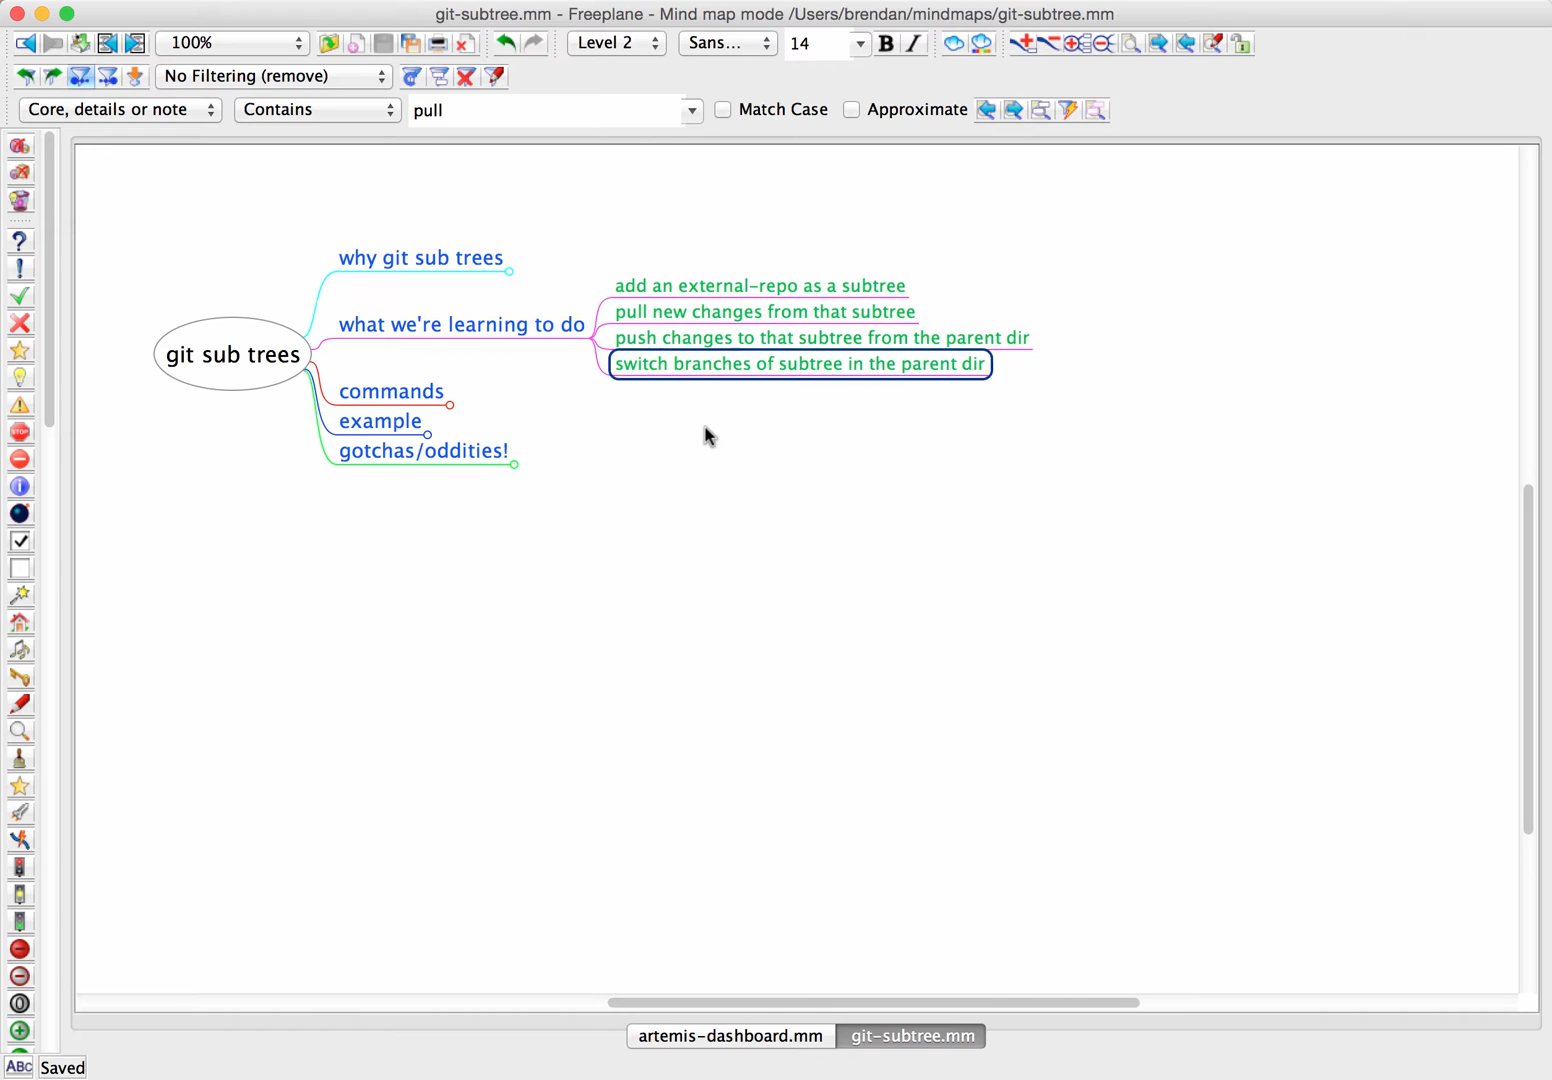 git-subtree.mm - Freeplane - Mind map mode /Users/brendan/mindmaps/git-subtree.mm
100%
Level 2
Sans...
14
B
I
No Filtering (remove)
Core, details or note
Contains
pull
Match Case
Approximate
why git sub trees
add an external-repo as a subtree
pull new changes from that subtree
what we're learning to do
push changes to that subtree from the parent dir
git sub trees
switch branches of subtree in the parent dir
commands
example
gotchas/oddities!
STOP
artemis-dashboard.mm
git-subtree.mm
ABC
Saved